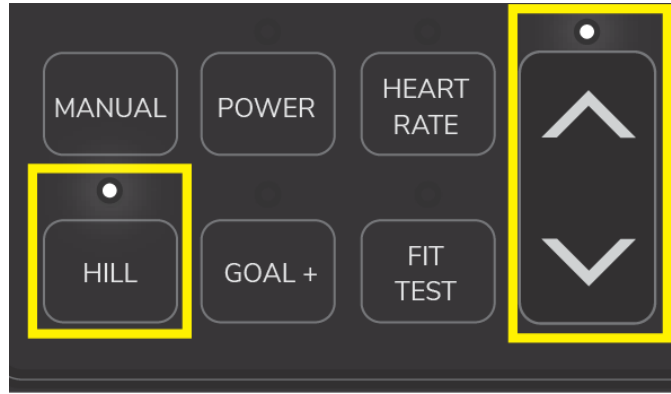 MANUAL
POWER
HEART
RATE
HILL
GOAL +
FIT
TEST